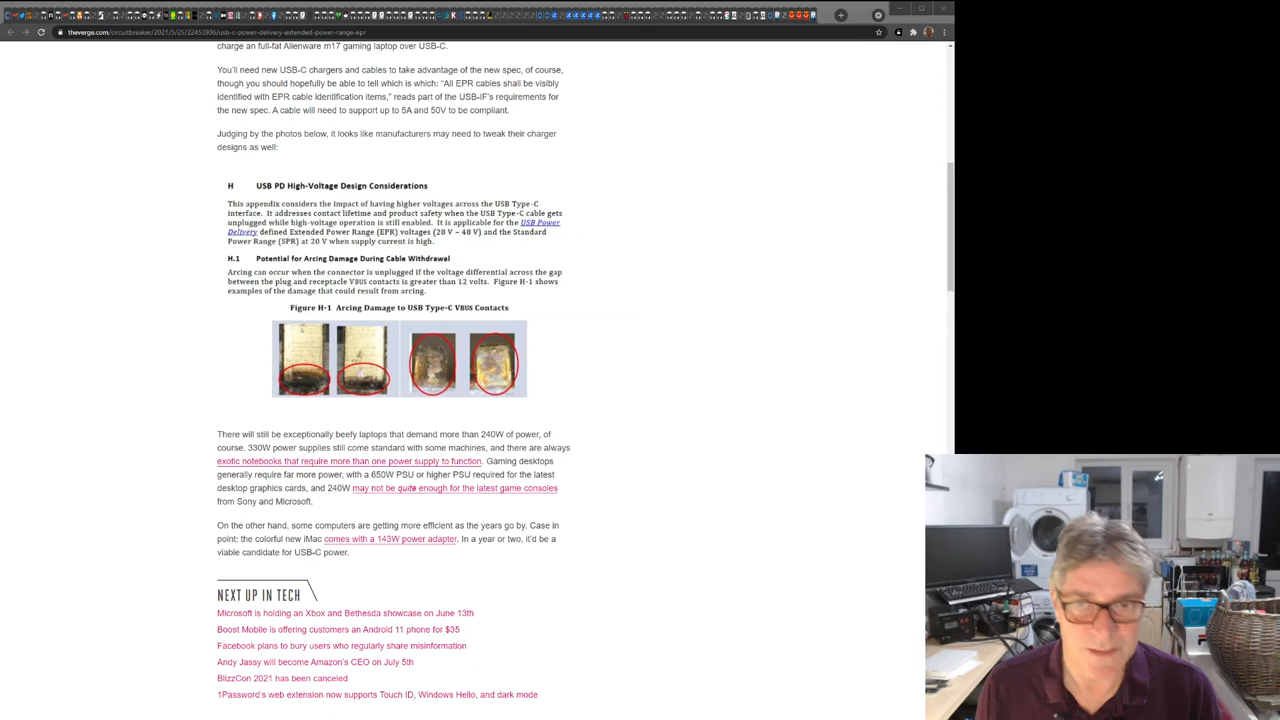 theverge.com/circuitbreaker/2021/5/25/22453936/usb-c-power-delivery-extended-power-range-epr
charge an full-fat Alienware m17 gaming laptop over USB-C.
You'll need new USB-C chargers and cables to take advantage of the new spec, of course,
though you should hopefully be able to tell which is which: “All EPR cables shall be visibly
identified with EPR cable identification items,” reads part of the USB-IF's requirements for
the new spec. A cable will need to support up to 5A and 50V to be compliant.
Judging by the photos below, it looks like manufacturers may need to tweak their charger
designs as well:
H USB PD High-Voltage Design Considerations
This appendix considers the impact of having higher voltages across the USB Type-C
interface. It addresses contact lifetime and product safety when the USB Type-C cable gets
unplugged while high-voltage operation is still enabled. It is applicable for the USB Power
Delivery defined Extended Power Range (EPR) voltages (28 V – 48 V) and the Standard
Power Range (SPR) at 20 V when supply current is high.
H.1 Potential for Arcing Damage During Cable Withdrawal
Arcing can occur when the connector is unplugged if the voltage differential across the gap
between the plug and receptacle VBUS contacts is greater than 12 volts. Figure H-1 shows
examples of the damage that could result from arcing.
Figure H-1 Arcing Damage to USB Type-C VBUS Contacts
There will still be exceptionally beefy laptops that demand more than 240W of power, of
course. 330W power supplies still come standard with some machines, and there are always
exotic notebooks that require more than one power supply to function. Gaming desktops
generally require far more power, with a 650W PSU or higher PSU required for the latest
desktop graphics cards, and 240W may not be quite enough for the latest game consoles
from Sony and Microsoft.
On the other hand, some computers are getting more efficient as the years go by. Case in
point: the colorful new iMac comes with a 143W power adapter. In a year or two, it'd be a
viable candidate for USB-C power.
NEXT UP IN TECH
Microsoft is holding an Xbox and Bethesda showcase on June 13th
Boost Mobile is offering customers an Android 11 phone for $35
Facebook plans to bury users who regularly share misinformation
Andy Jassy will become Amazon's CEO on July 5th
BlizzCon 2021 has been canceled
1Password's web extension now supports Touch ID, Windows Hello, and dark mode